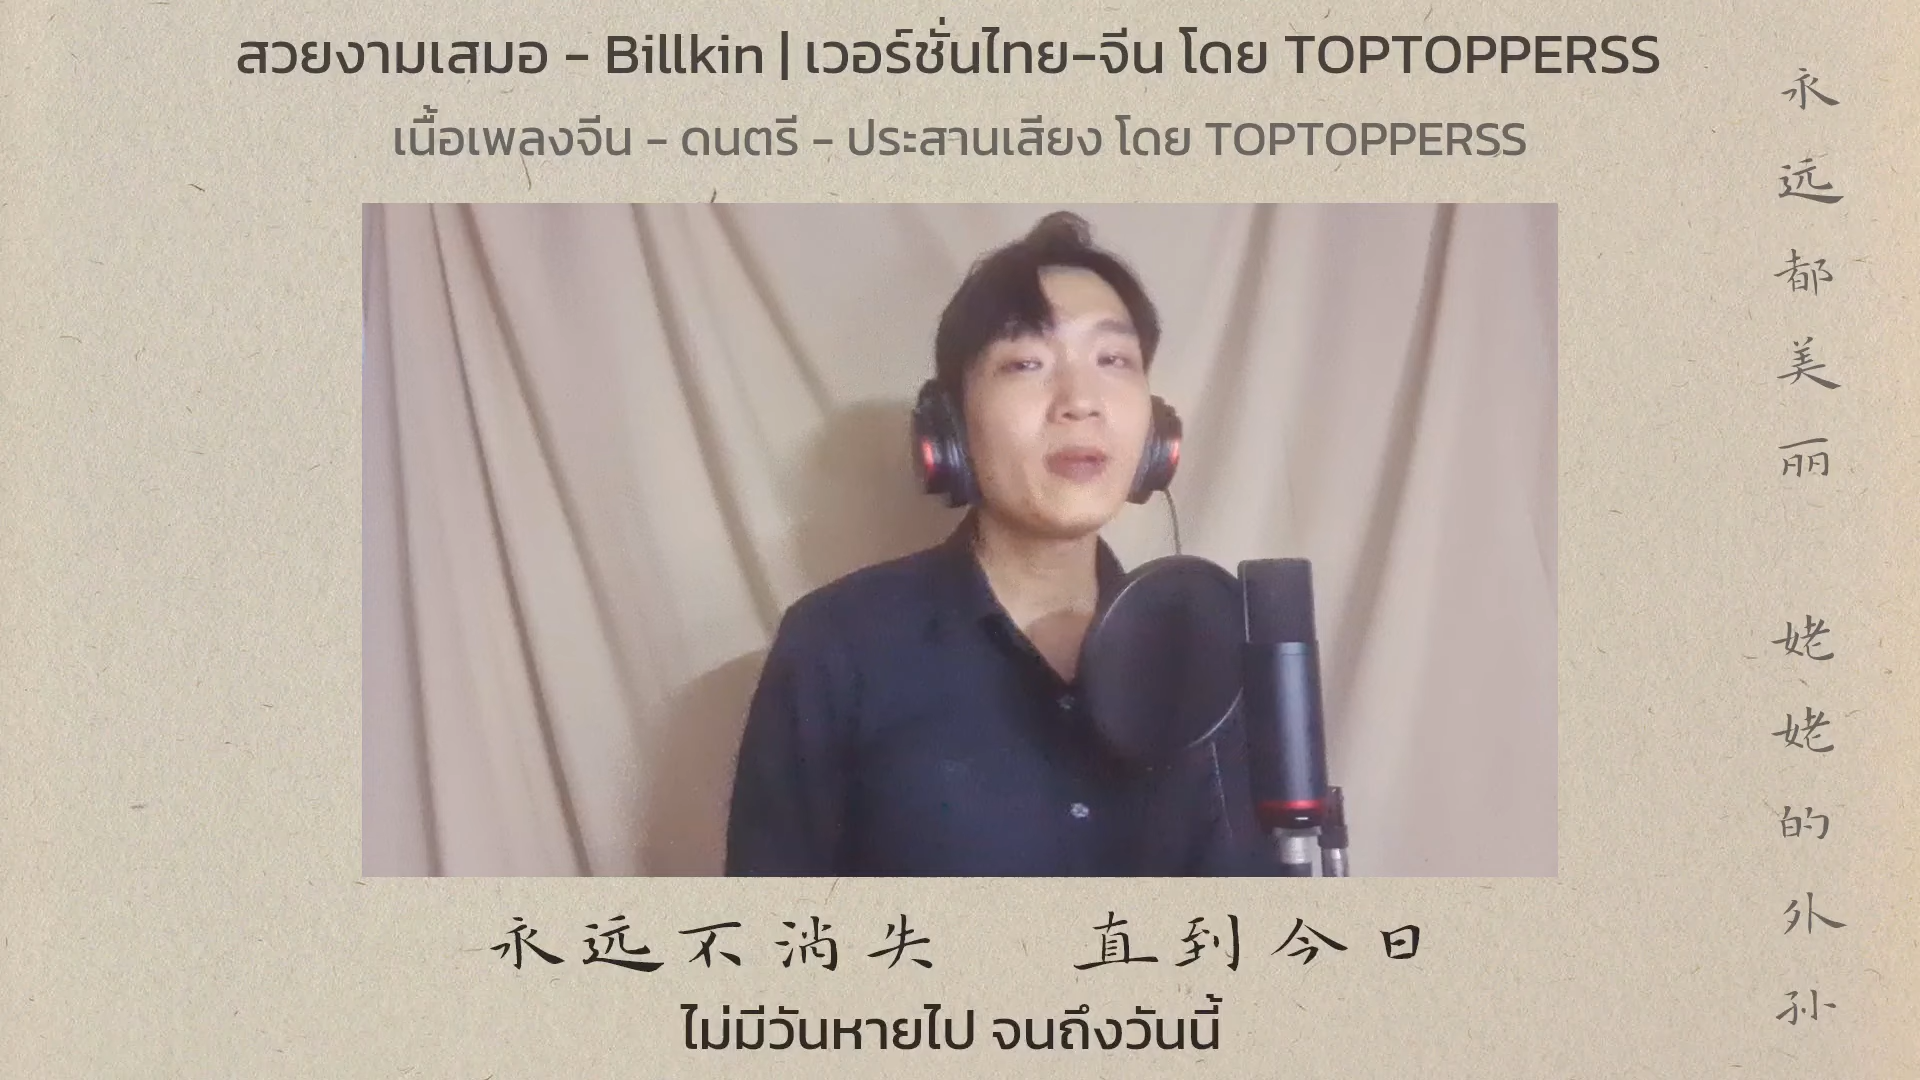 สวยงามเสมอ - Billkin | เวอร์ชั่นไทย-จีน โดย TOPTOPPERSS
เนื้อเพลงจีน - ดนตรี - ประสานเสียง โดย TOPTOPPERSS
永远都美丽 姥姥的外孙
永远不淌失 直到今日
ไม่มีวันหายไป จนถึงวันนี้